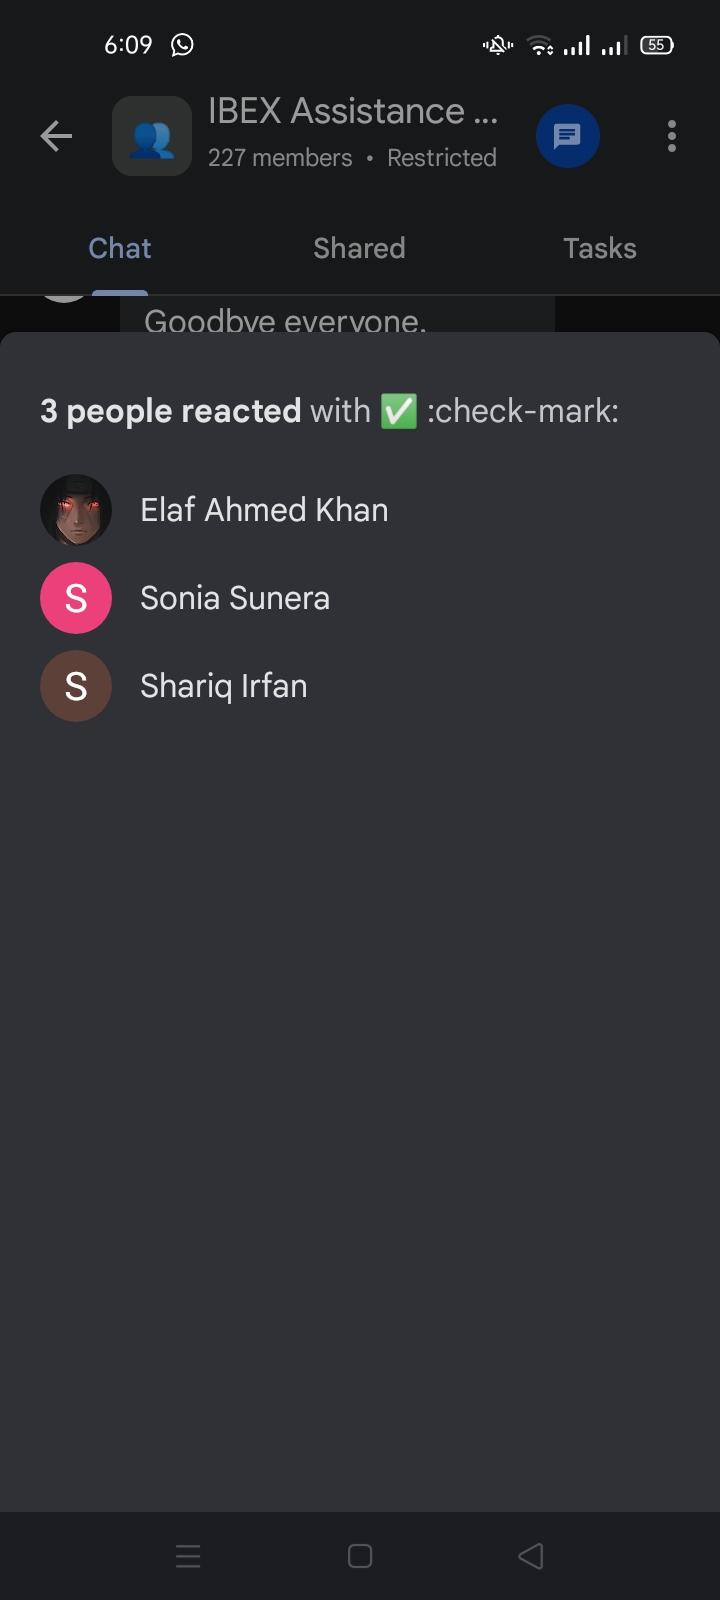 6:09
55
IBEX Assistance ...
227 members • Restricted
Chat
Shared
Tasks
Goodbye everyone.
3 people reacted with ✅ :check-mark:
Elaf Ahmed Khan
S
Sonia Sunera
S
Shariq Irfan